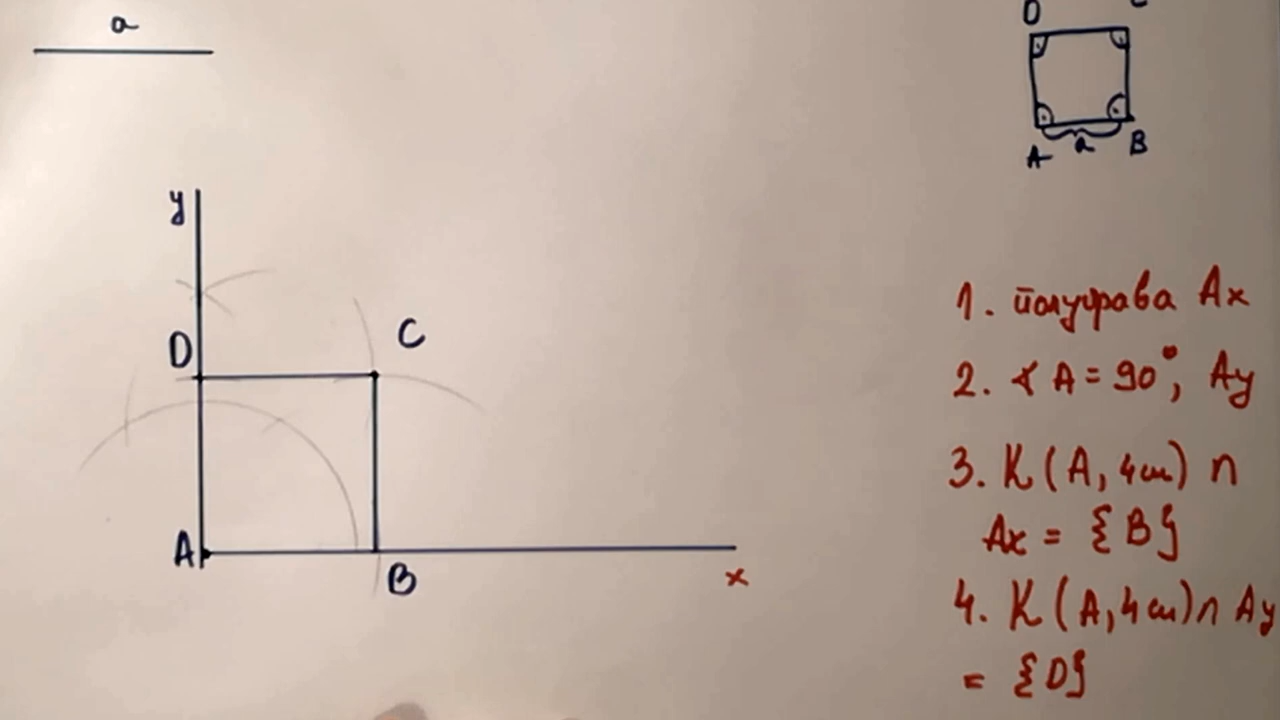 a
D C
A a B
y
D
C
A
B
x
1. полуправа Ax
2. ∢ A = 90°, Ay
3. K (A, 4cm) ∩
Ax = {B}
4. K (A, 4cm) ∩ Ay
= {D}